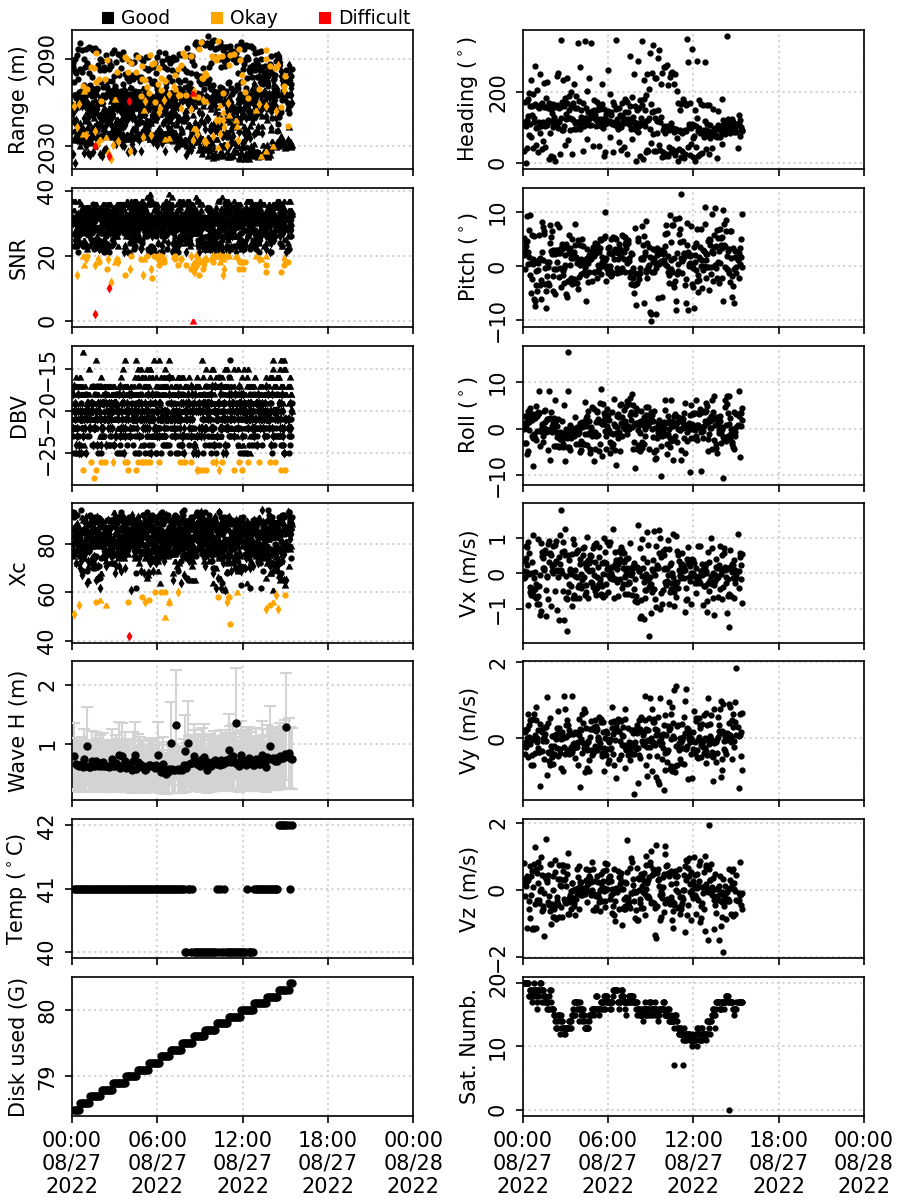 Good Okay Difficult
Range (m)
2090
2030
Heading (°)
200
0
SNR
40
20
0
Pitch (°)
10
0
−10
DBV
−15
−20
−25
Roll (°)
10
0
−10
Xc
80
60
40
Vx (m/s)
1
0
−1
Wave H (m)
2
1
Vy (m/s)
2
0
Temp (°C)
42
41
40
Vz (m/s)
2
0
−2
Disk used (G)
80
79
Sat. Numb.
20
10
0
00:00 06:00 12:00 18:00 00:00 00:00 06:00 12:00 18:00 00:00
08/27 08/27 08/27 08/27 08/28 08/27 08/27 08/27 08/27 08/28
2022 2022 2022 2022 2022 2022 2022 2022 2022 2022